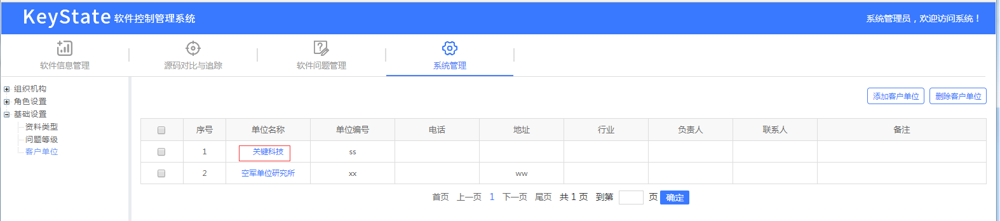 KeyState 软件控制管理系统
系统管理员，欢迎访问系统！
软件信息管理 源码对比与追踪 软件问题管理 系统管理
组织机构
角色设置
基础设置
资料类型
问题等级
客户单位
添加客户单位 删除客户单位
序号 单位名称 单位编号 电话 地址 行业 负责人 联系人 备注
1 关键科技 ss
2 空军单位研究所 xx ww
首页 上一页 1 下一页 尾页 共 1 页 到第 页 确定